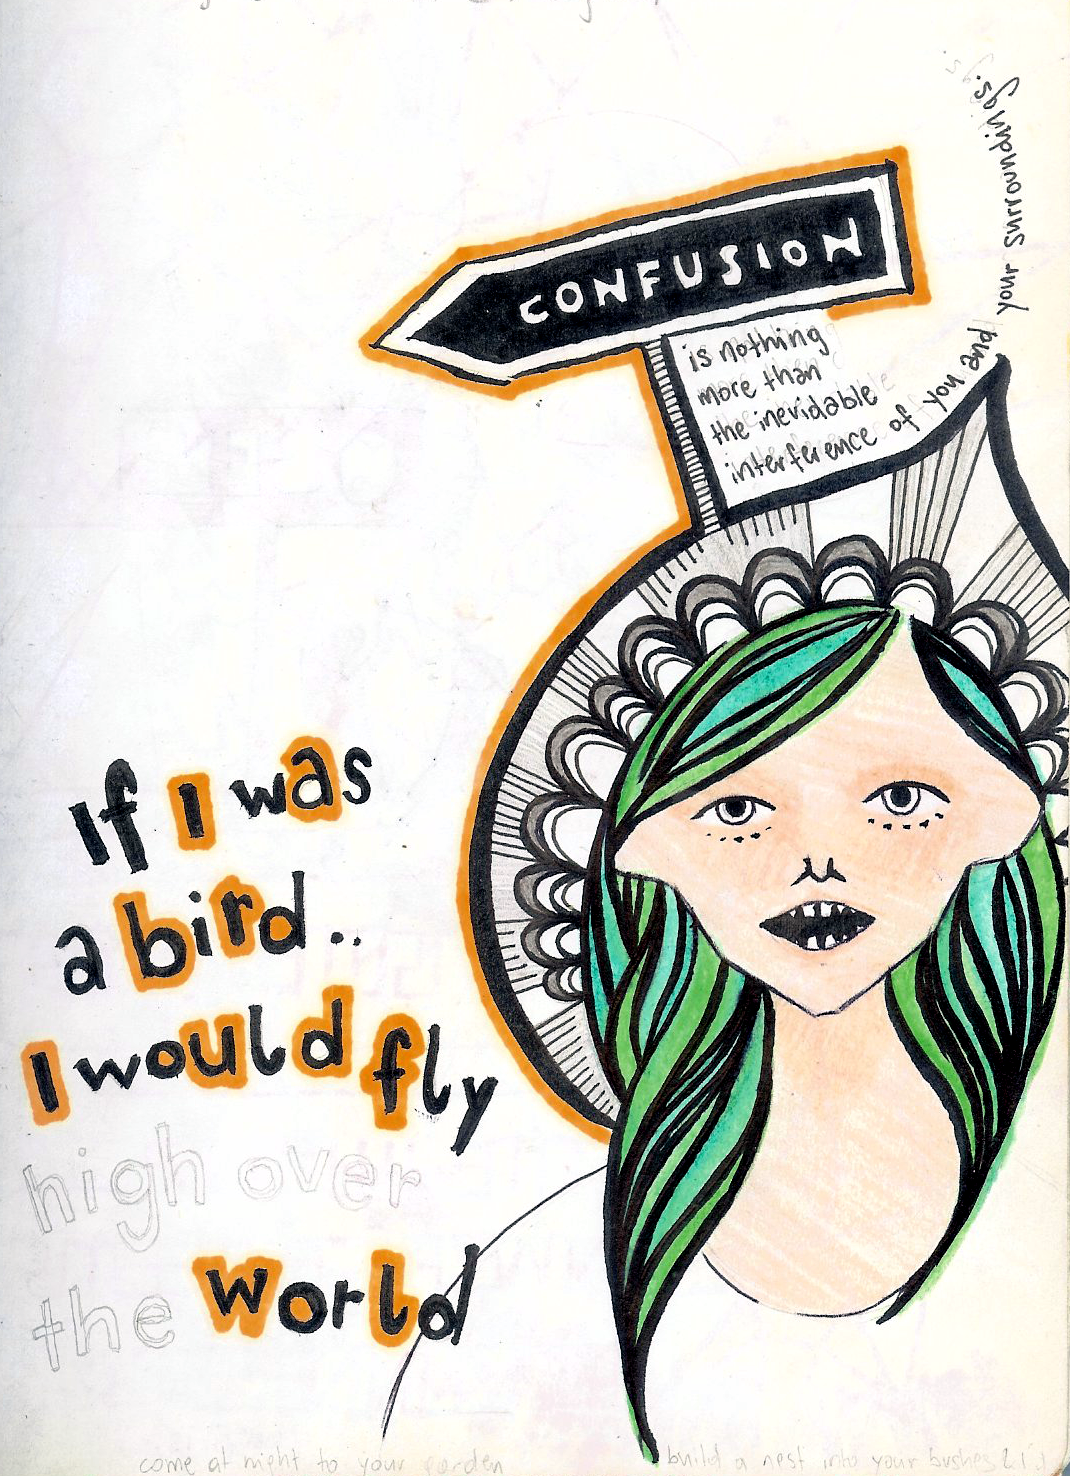 CONFUSION
is nothing
more than
the inevidable
interference of you and your surroundings.
If I was
a bird..
I would fly
high over
the world
come at night to your garden
build a nest into your bushes & I'd